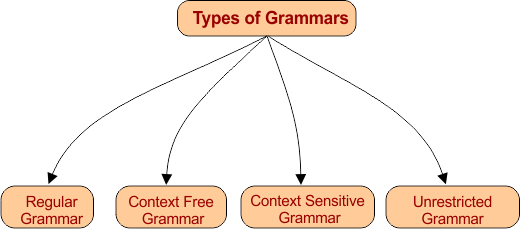 Types of Grammars
Regular
Grammar
Context Free
Grammar
Context Sensitive
Grammar
Unrestricted
Grammar